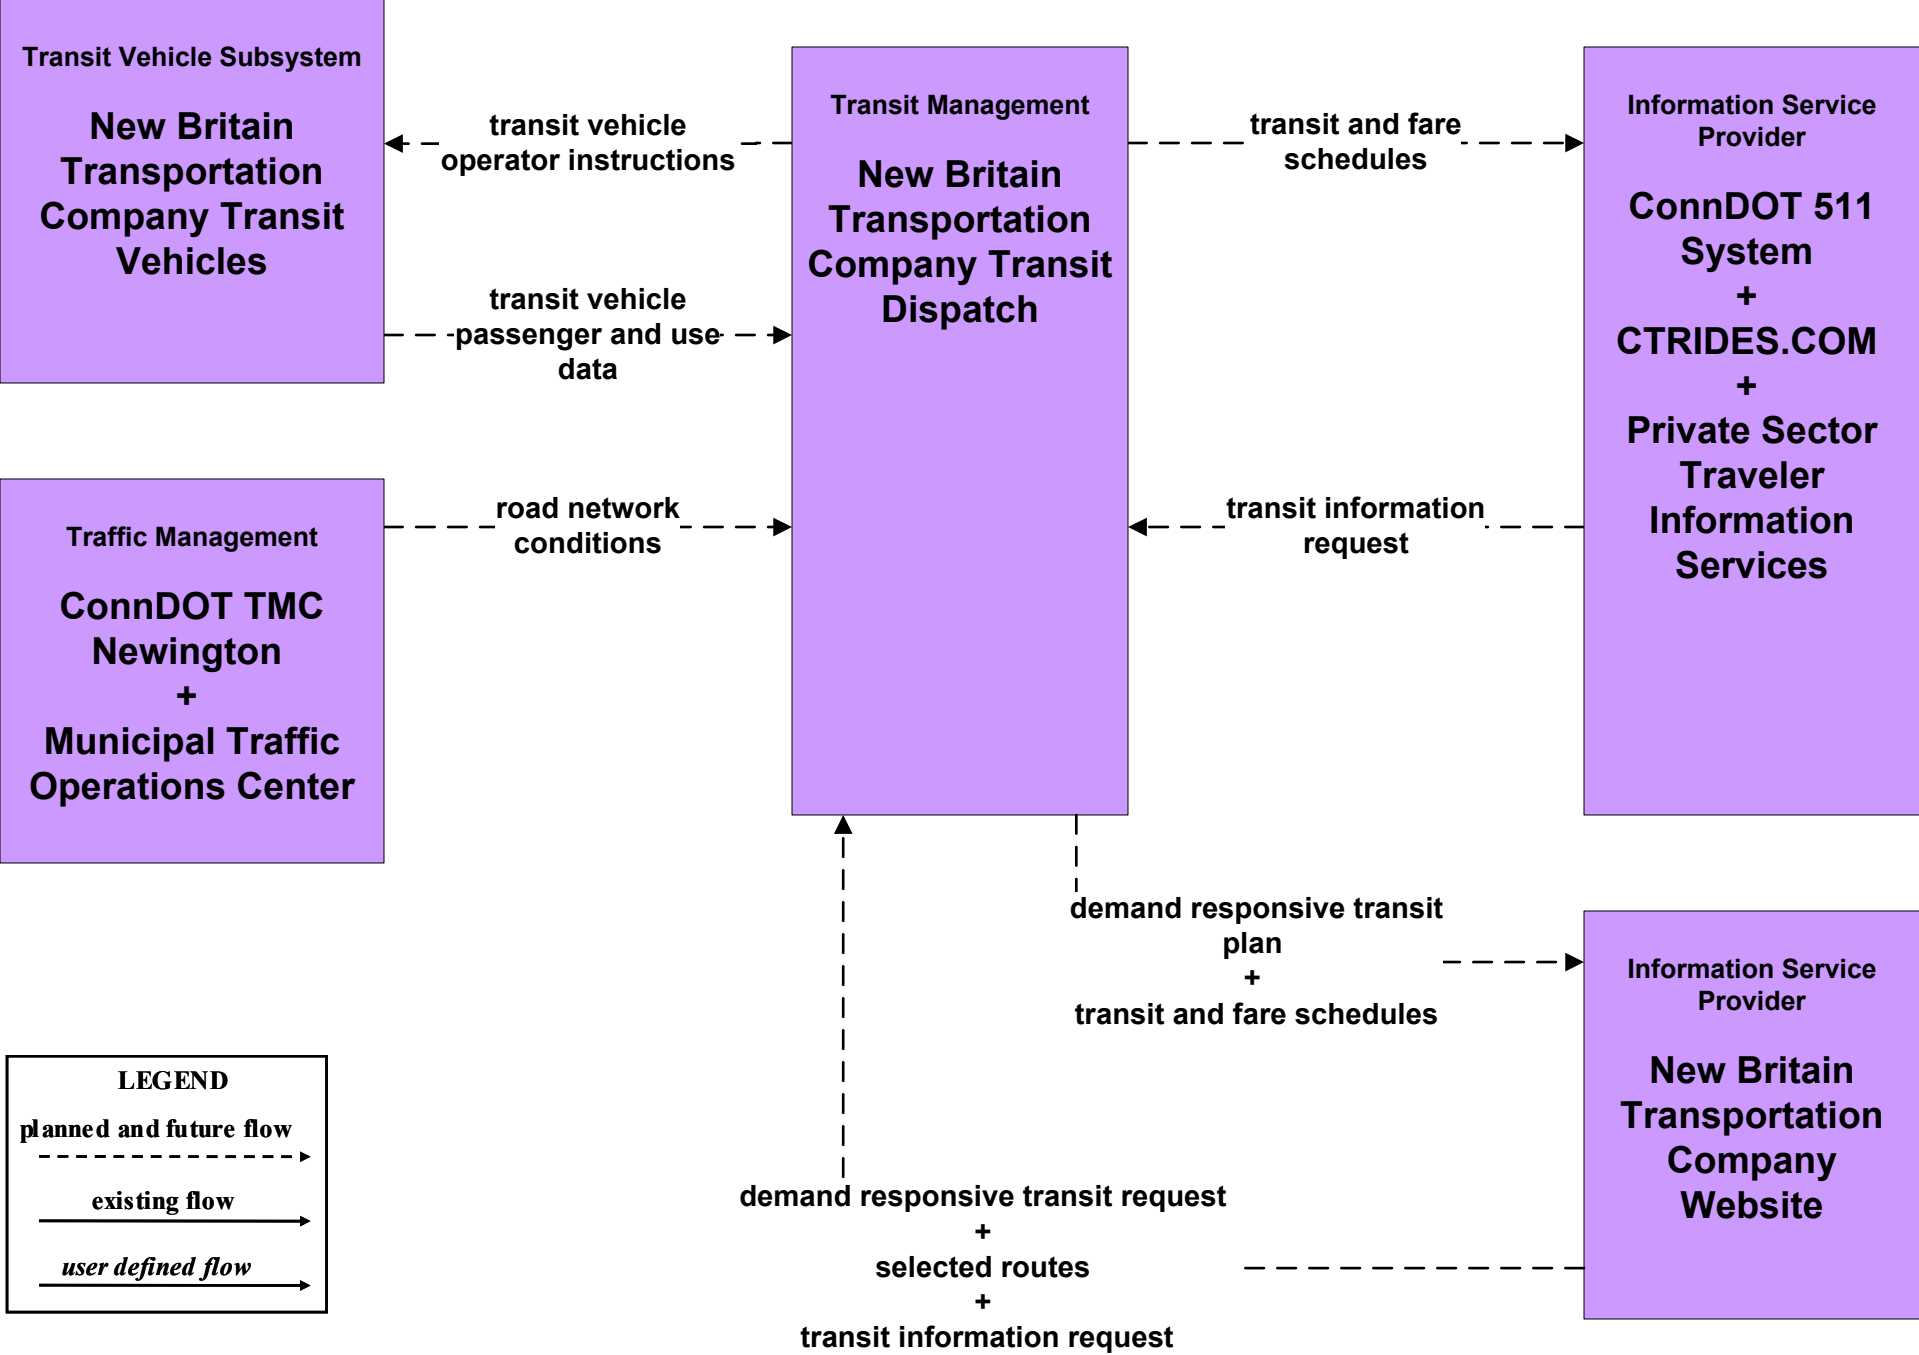 Transit Vehicle Subsystem
New Britain
Transportation
Company Transit
Vehicles
transit vehicle
operator instructions
transit vehicle
passenger and use
data
Transit Management
New Britain
Transportation
Company Transit
Dispatch
transit and fare
schedules
Information Service
Provider
ConnDOT 511
System
+
CTRIDES.COM
+
Private Sector
Traveler
Information
Services
Traffic Management
ConnDOT TMC
Newington
+
Municipal Traffic
Operations Center
road network
conditions
transit information
request
demand responsive transit
plan
+
transit and fare schedules
Information Service
Provider
New Britain
Transportation
Company
Website
demand responsive transit request
+
selected routes
+
transit information request
LEGEND
planned and future flow
existing flow
user defined flow